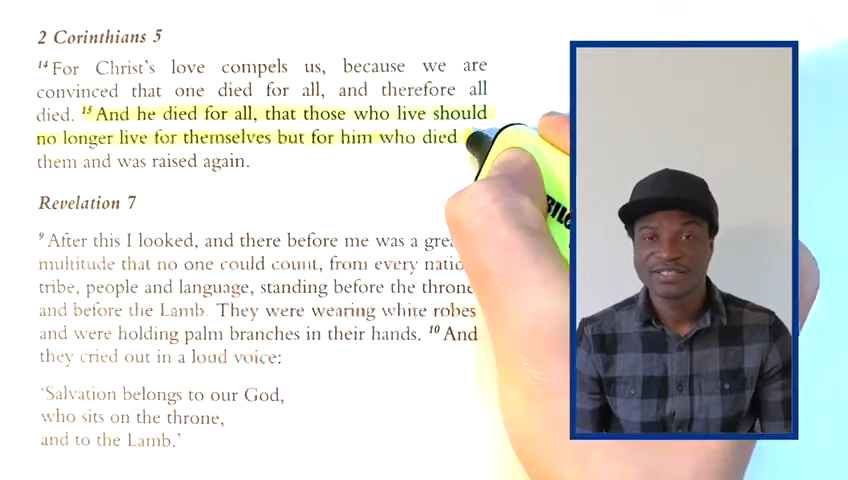 2 Corinthians 5
14 For Christ's love compels us, because we are
convinced that one died for all, and therefore all
died. 15 And he died for all, that those who live should
no longer live for themselves but for him who died
them and was raised again.
Revelation 7
9 After this I looked, and there before me was a
multitude that no one could count, from every
tribe, people and language, standing before the throne
and before the Lamb. They were wearing white robes
and were holding palm branches in their hands. 10 And
they cried out in a loud voice:
'Salvation belongs to our God,
who sits on the throne,
and to the Lamb.'